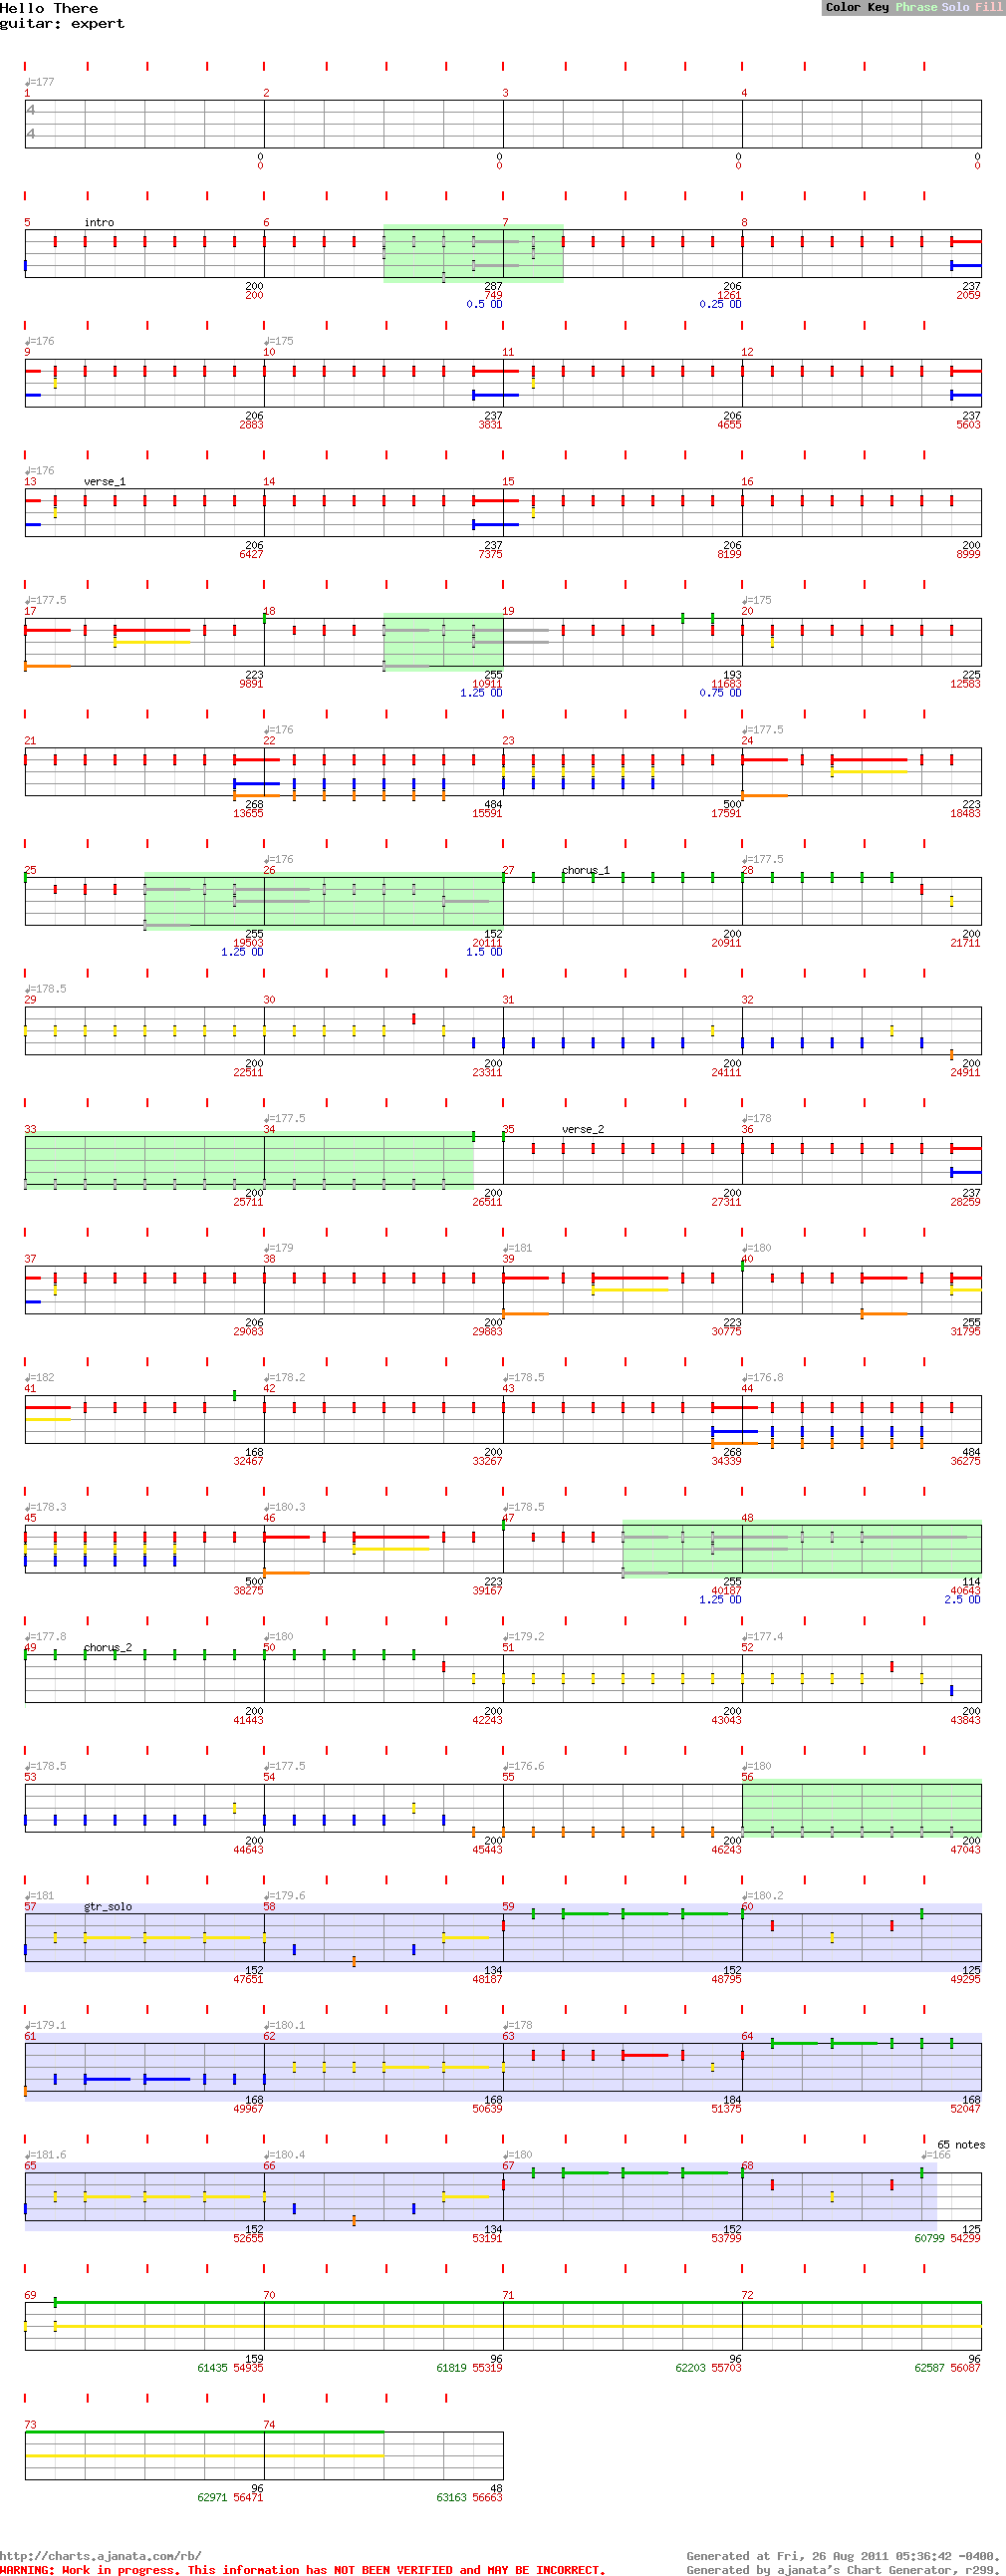 Hello There
guitar: expert
Color Key Phrase Solo Fill
♩=177
1 2 3 4
4
4
0 0 0 0
0 0 0 0
5 intro 6 7 8
200 287 206 237
200 749 1261 2059
0.5 OD 0.25 OD
♩=176 ♩=175
9 10 11 12
206 237 206 237
2883 3831 4655 5603
♩=176
13 verse_1 14 15 16
206 237 206 200
6427 7375 8199 8999
♩=177.5 ♩=175
17 18 19 20
223 255 193 225
9891 10911 11683 12583
1.25 OD 0.75 OD
♩=176 ♩=177.5
21 22 23 24
268 484 500 223
13655 15591 17591 18483
♩=176 ♩=177.5
25 26 27 chorus_1 28
255 152 200 200
19503 20111 20911 21711
1.25 OD 1.5 OD
♩=178.5
29 30 31 32
200 200 200 200
22511 23311 24111 24911
♩=177.5 ♩=178
33 34 35 verse_2 36
200 200 200 237
25711 26511 27311 28259
♩=179 ♩=181 ♩=180
37 38 39 40
206 200 223 255
29083 29883 30775 31795
♩=182 ♩=178.2 ♩=178.5 ♩=176.8
41 42 43 44
168 200 268 484
32467 33267 34339 36275
♩=178.3 ♩=180.3 ♩=178.5
45 46 47 48
500 223 255 114
38275 39167 40187 40643
1.25 OD 2.5 OD
♩=177.8 ♩=180 ♩=179.2 ♩=177.4
49 chorus_2 50 51 52
200 200 200 200
41443 42243 43043 43843
♩=178.5 ♩=177.5 ♩=176.6 ♩=180
53 54 55 56
200 200 200 200
44643 45443 46243 47043
♩=181 ♩=179.6 ♩=180.2
57 gtr_solo 58 59 60
152 134 152 125
47651 48187 48795 49295
♩=179.1 ♩=180.1 ♩=178
61 62 63 64
168 168 184 168
49967 50639 51375 52047
65 notes
♩=181.6 ♩=180.4 ♩=180 ♩=166
65 66 67 68
152 134 152 125
52655 53191 53799 60799 54299
69 70 71 72
159 96 96 96
61435 54935 61819 55319 62203 55703 62587 56087
73 74
96 48
62971 56471 63163 56663
http://charts.ajanata.com/rb/ Generated at Fri, 26 Aug 2011 05:36:42 -0400.
WARNING: Work in progress. This information has NOT BEEN VERIFIED and MAY BE INCORRECT. Generated by ajanata's Chart Generator, r299.